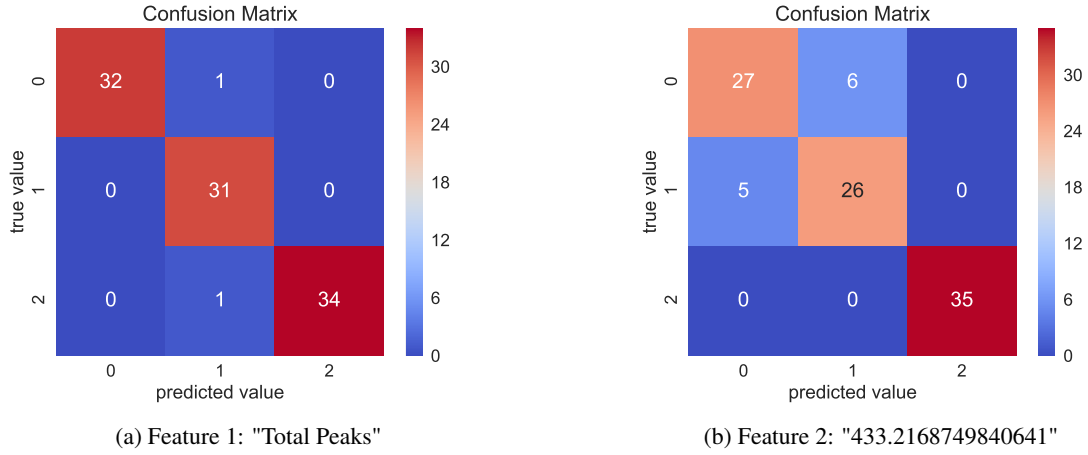 Confusion Matrix
true value
0
1
2
32 1 0
0 31 0
0 1 34
0 1 2
predicted value
30
24
18
12
6
0
(a) Feature 1: "Total Peaks"
Confusion Matrix
true value
0
1
2
27 6 0
5 26 0
0 0 35
0 1 2
predicted value
30
24
18
12
6
0
(b) Feature 2: "433.2168749840641"